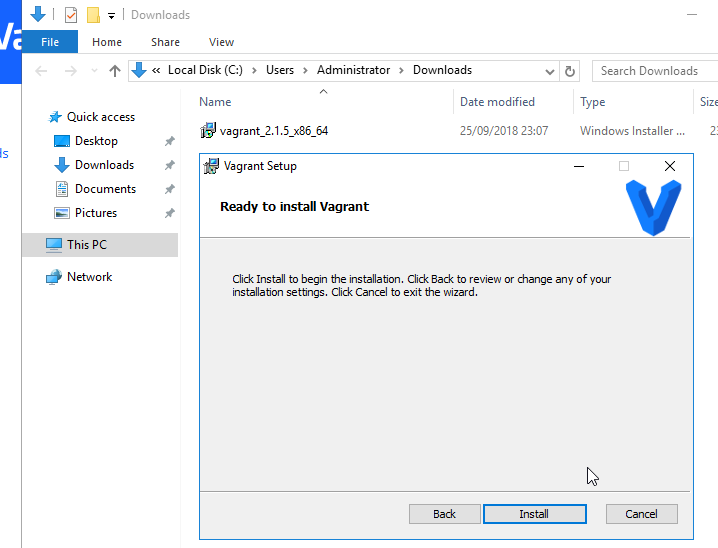 Downloads
File Home Share View
« Local Disk (C:) Users Administrator Downloads Search Downloads
Name Date modified Type Size
vagrant_2.1.5_x86_64 25/09/2018 23:07 Windows Installer ...
Quick access
Desktop
Downloads
Documents
Pictures
This PC
Network
Vagrant Setup
Ready to install Vagrant
Click Install to begin the installation. Click Back to review or change any of your
installation settings. Click Cancel to exit the wizard.
Back Install Cancel